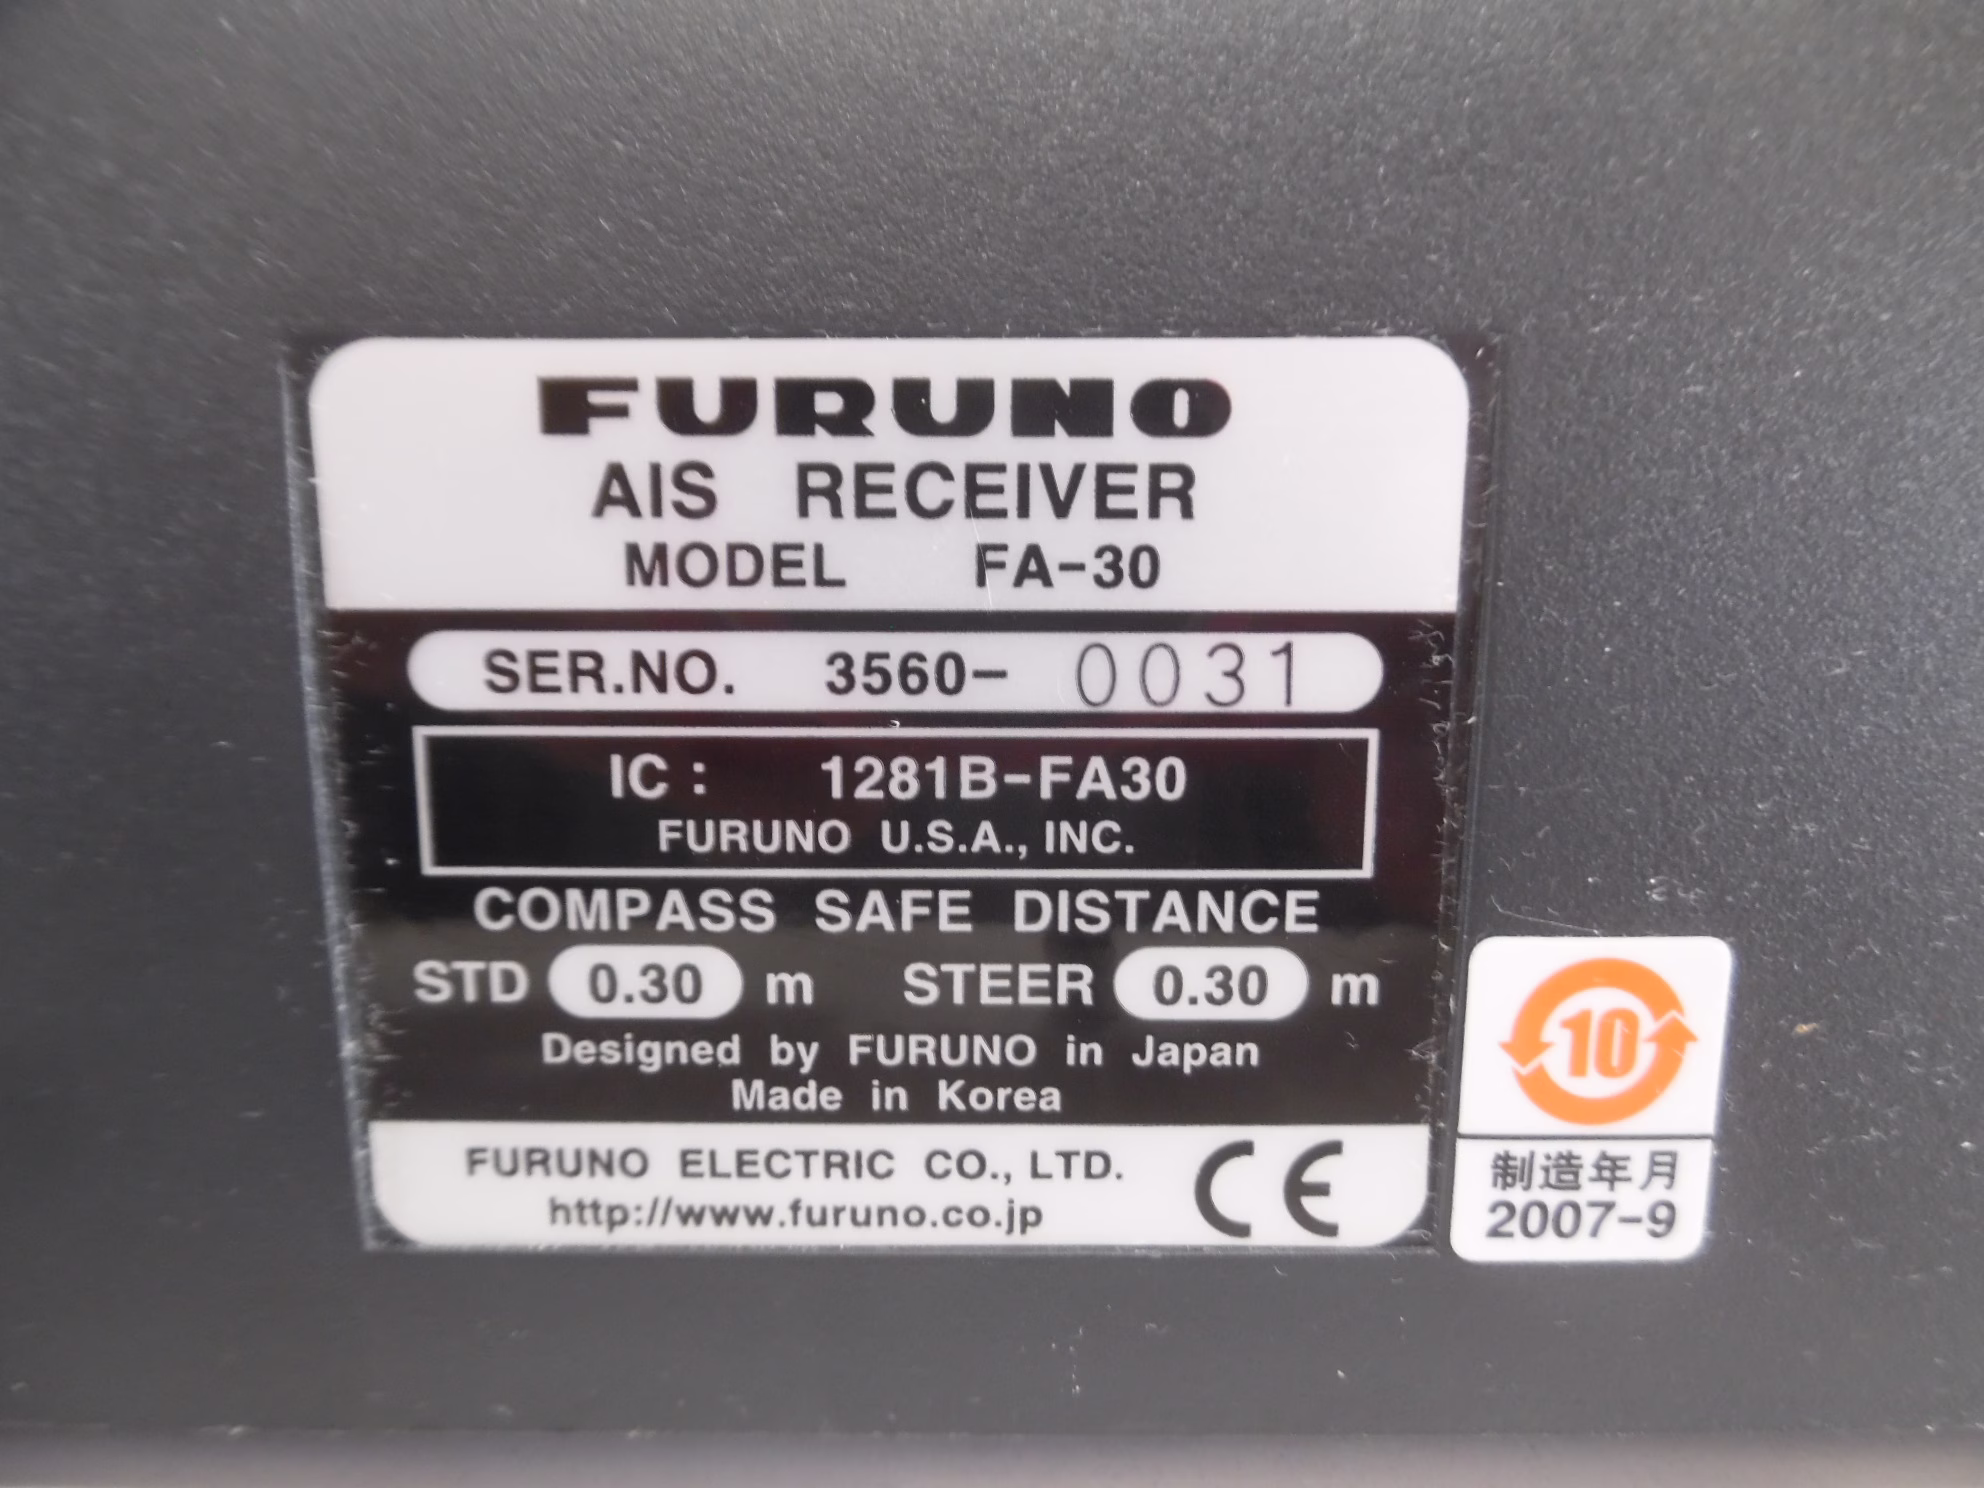 FURUNO
AIS RECEIVER
MODEL FA-30
SER.NO. 3560- 0031
IC : 1281B-FA30
FURUNO U.S.A., INC.
COMPASS SAFE DISTANCE
STD 0.30 m STEER 0.30 m
Designed by FURUNO in Japan
Made in Korea
FURUNO ELECTRIC CO., LTD.
http://www.furuno.co.jp
CE
10
制造年月
2007-9